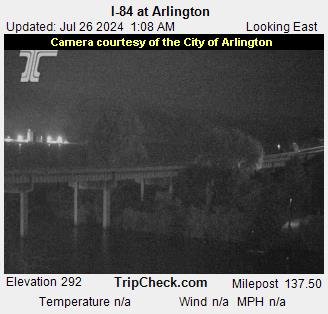 I-84 at Arlington
Updated: Jul 26 2024 1:08 AM Looking East
Camera courtesy of the City of Arlington
Elevation 292 TripCheck.com Milepost 137.50
Temperature n/a Wind n/a MPH n/a